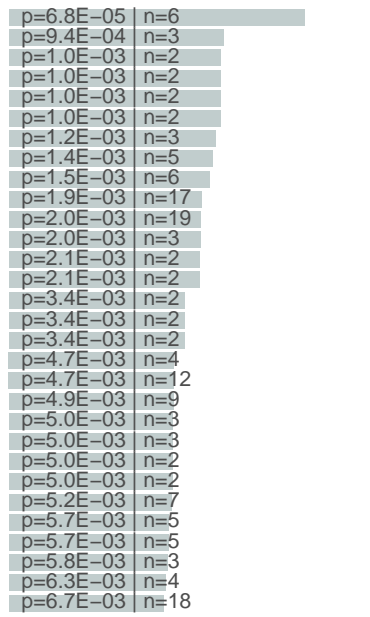 p=6.8E−05 | n=6
p=9.4E−04 | n=3
p=1.0E−03 | n=2
p=1.0E−03 | n=2
p=1.0E−03 | n=2
p=1.0E−03 | n=2
p=1.2E−03 | n=3
p=1.4E−03 | n=5
p=1.5E−03 | n=6
p=1.9E−03 | n=17
p=2.0E−03 | n=19
p=2.0E−03 | n=3
p=2.1E−03 | n=2
p=2.1E−03 | n=2
p=3.4E−03 | n=2
p=3.4E−03 | n=2
p=3.4E−03 | n=2
p=4.7E−03 | n=4
p=4.7E−03 | n=12
p=4.9E−03 | n=9
p=5.0E−03 | n=3
p=5.0E−03 | n=3
p=5.0E−03 | n=2
p=5.0E−03 | n=2
p=5.2E−03 | n=7
p=5.7E−03 | n=5
p=5.7E−03 | n=5
p=5.8E−03 | n=3
p=6.3E−03 | n=4
p=6.7E−03 | n=18